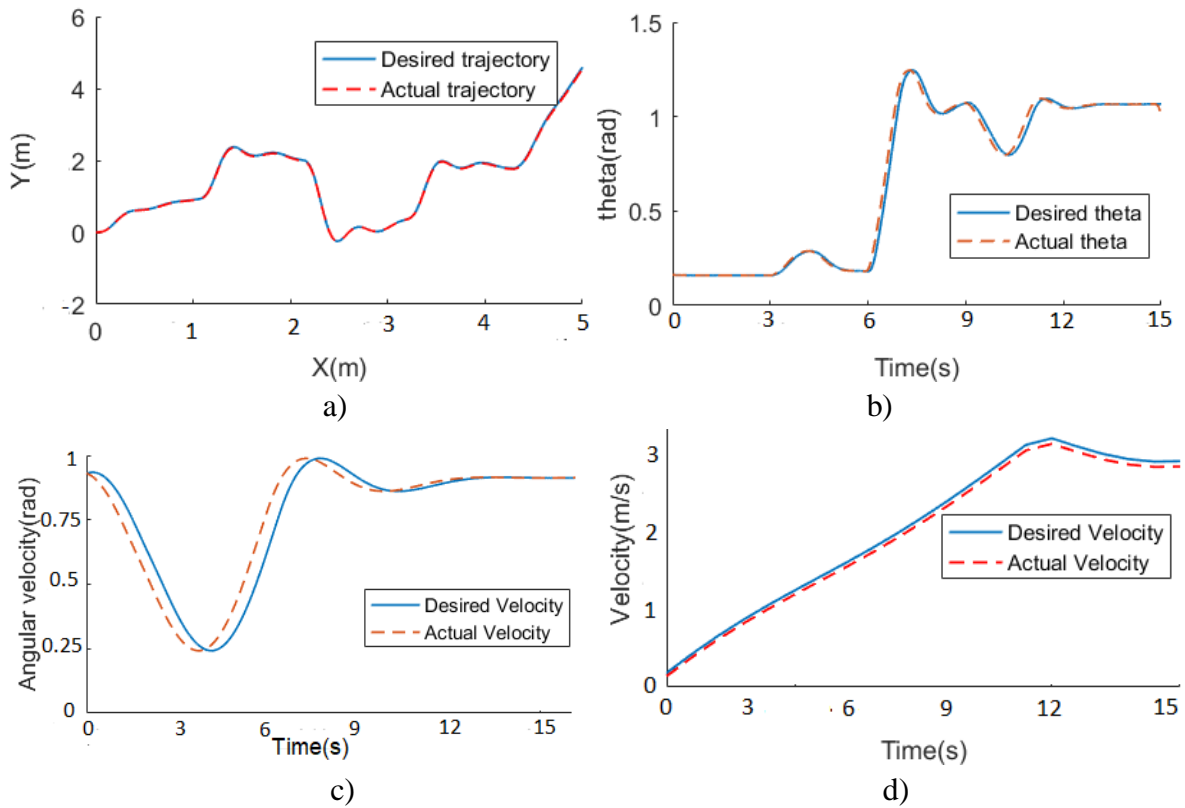 6
4
2
0
-2
Y(m)
Desired trajectory
Actual trajectory
0 1 2 3 4 5
X(m)
a)
1.5
1
0.5
0
theta(rad)
Desired theta
Actual theta
0 3 6 9 12 15
Time(s)
b)
1
0.75
0.5
0.25
0
Angular velocity(rad)
Desired Velocity
Actual Velocity
0 3 6 9 12 15
Time(s)
c)
3
2
1
0
Velocity(m/s)
Desired Velocity
Actual Velocity
0 3 6 9 12 15
Time(s)
d)